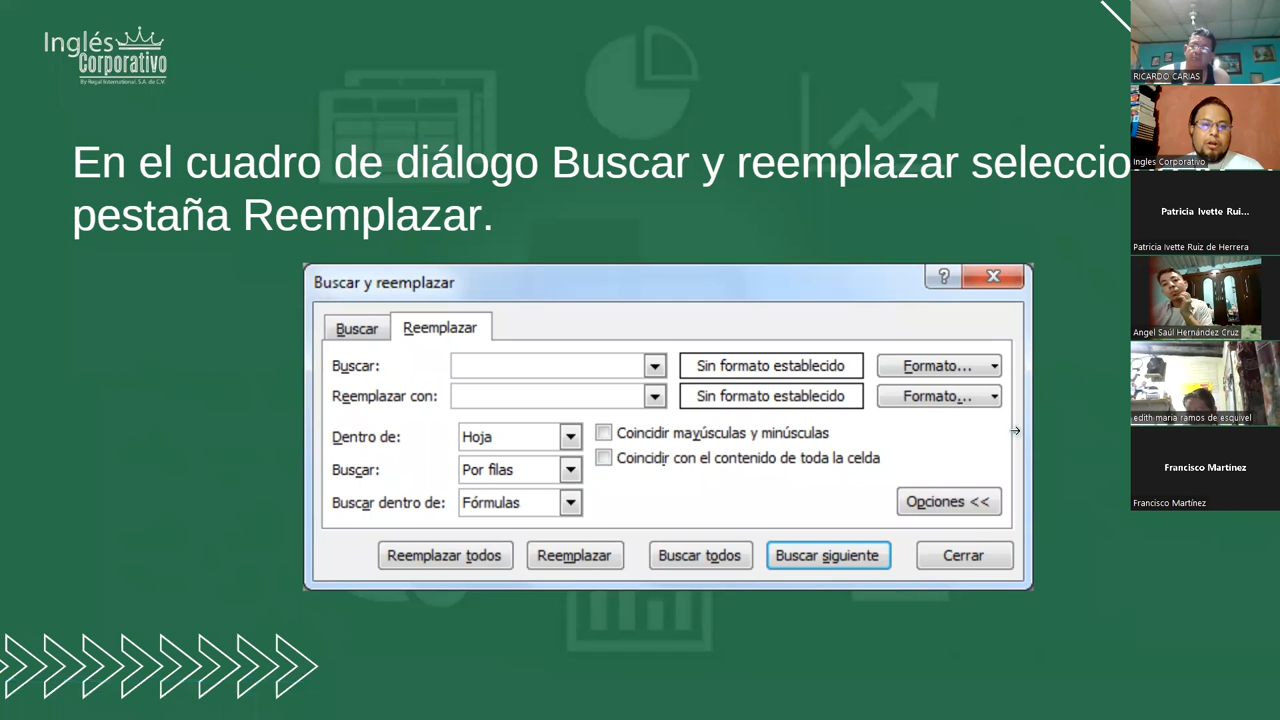 Inglés
Corporativo
By Regal International, S.A. de C.V.
En el cuadro de diálogo Buscar y reemplazar seleccio
pestaña Reemplazar.
Buscar y reemplazar
?
Buscar
Reemplazar
Buscar:
Sin formato establecido
Formato...
Reemplazar con:
Sin formato establecido
Formato...
Dentro de:
Hoja
Coincidir mayúsculas y minúsculas
Buscar:
Por filas
Coincidir con el contenido de toda la celda
Buscar dentro de:
Fórmulas
Opciones <<
Reemplazar todos
Reemplazar
Buscar todos
Buscar siguiente
Cerrar
RICARDO CARIAS
Ingles Corporativo
Patricia Ivette Rui...
Patricia Ivette Ruiz de Herrera
Angel Saúl Hernández Cruz
edith maria ramos de esquivel
Francisco Martínez
Francisco Martínez